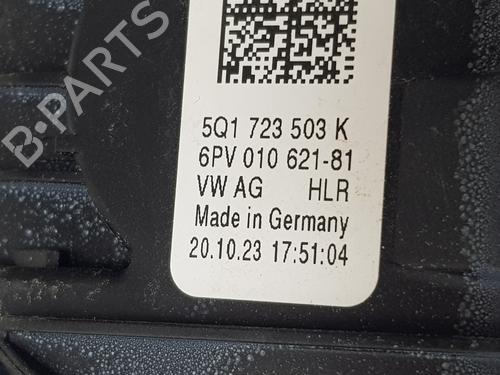 B-PARTS
5Q1 723 503 K
6PV 010 621-81
VW AG HLR
Made in Germany
20.10.23 17:51:04